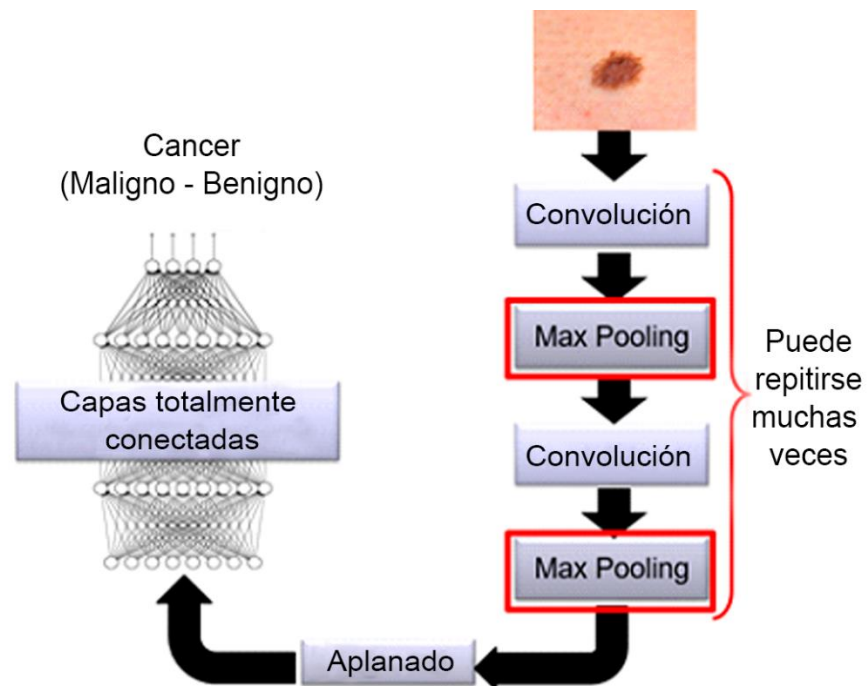 Cancer
(Maligno - Benigno)
Convolución
Max Pooling
Convolución
Max Pooling
Puede
repitirse
muchas
veces
Aplanado
Capas totalmente
conectadas